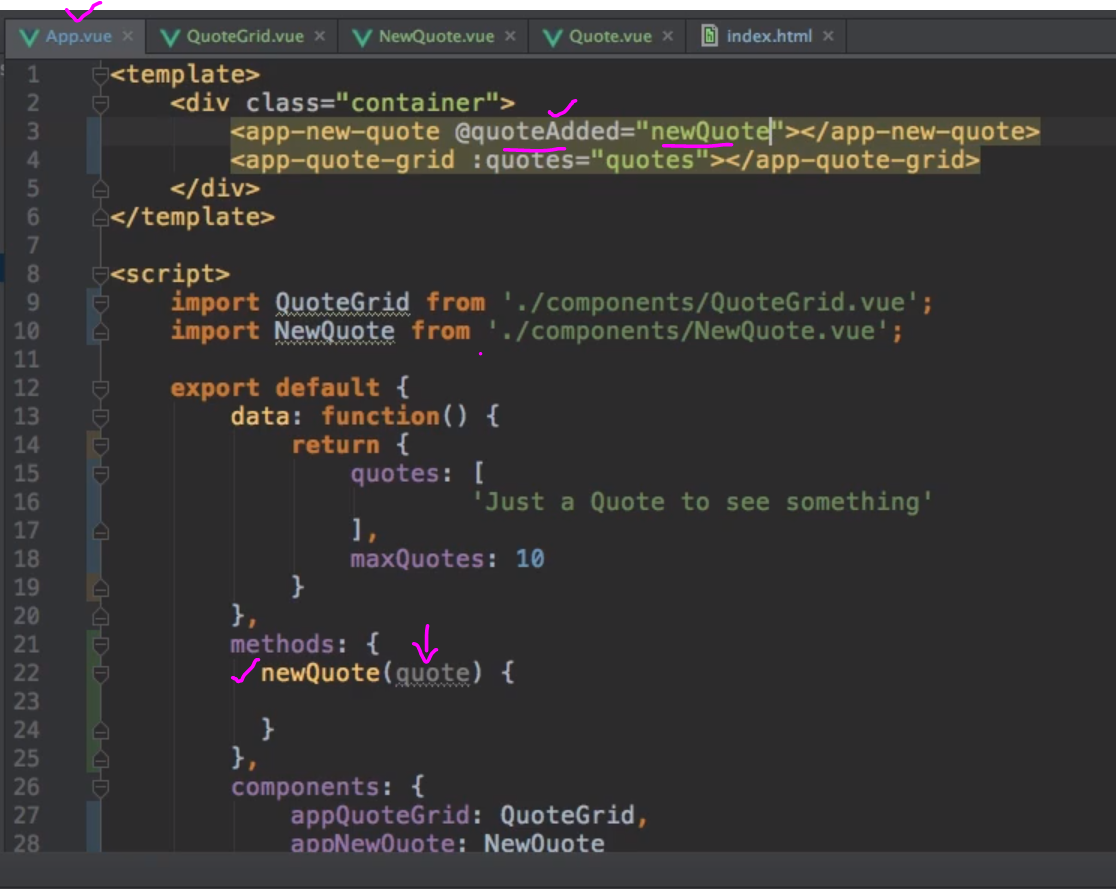 App.vue × QuoteGrid.vue × NewQuote.vue × Quote.vue × index.html ×
1 <template>
2 <div class="container">
3 <app-new-quote @quoteAdded="newQuote"></app-new-quote>
4 <app-quote-grid :quotes="quotes"></app-quote-grid>
5 </div>
6 </template>
7
8 <script>
9 import QuoteGrid from './components/QuoteGrid.vue';
10 import NewQuote from './components/NewQuote.vue';
11
12 export default {
13 data: function() {
14 return {
15 quotes: [
16 'Just a Quote to see something'
17 ],
18 maxQuotes: 10
19 }
20 },
21 methods: {
22 newQuote(quote) {
23
24 }
25 },
26 components: {
27 appQuoteGrid: QuoteGrid,
28 appNewQuote: NewQuote